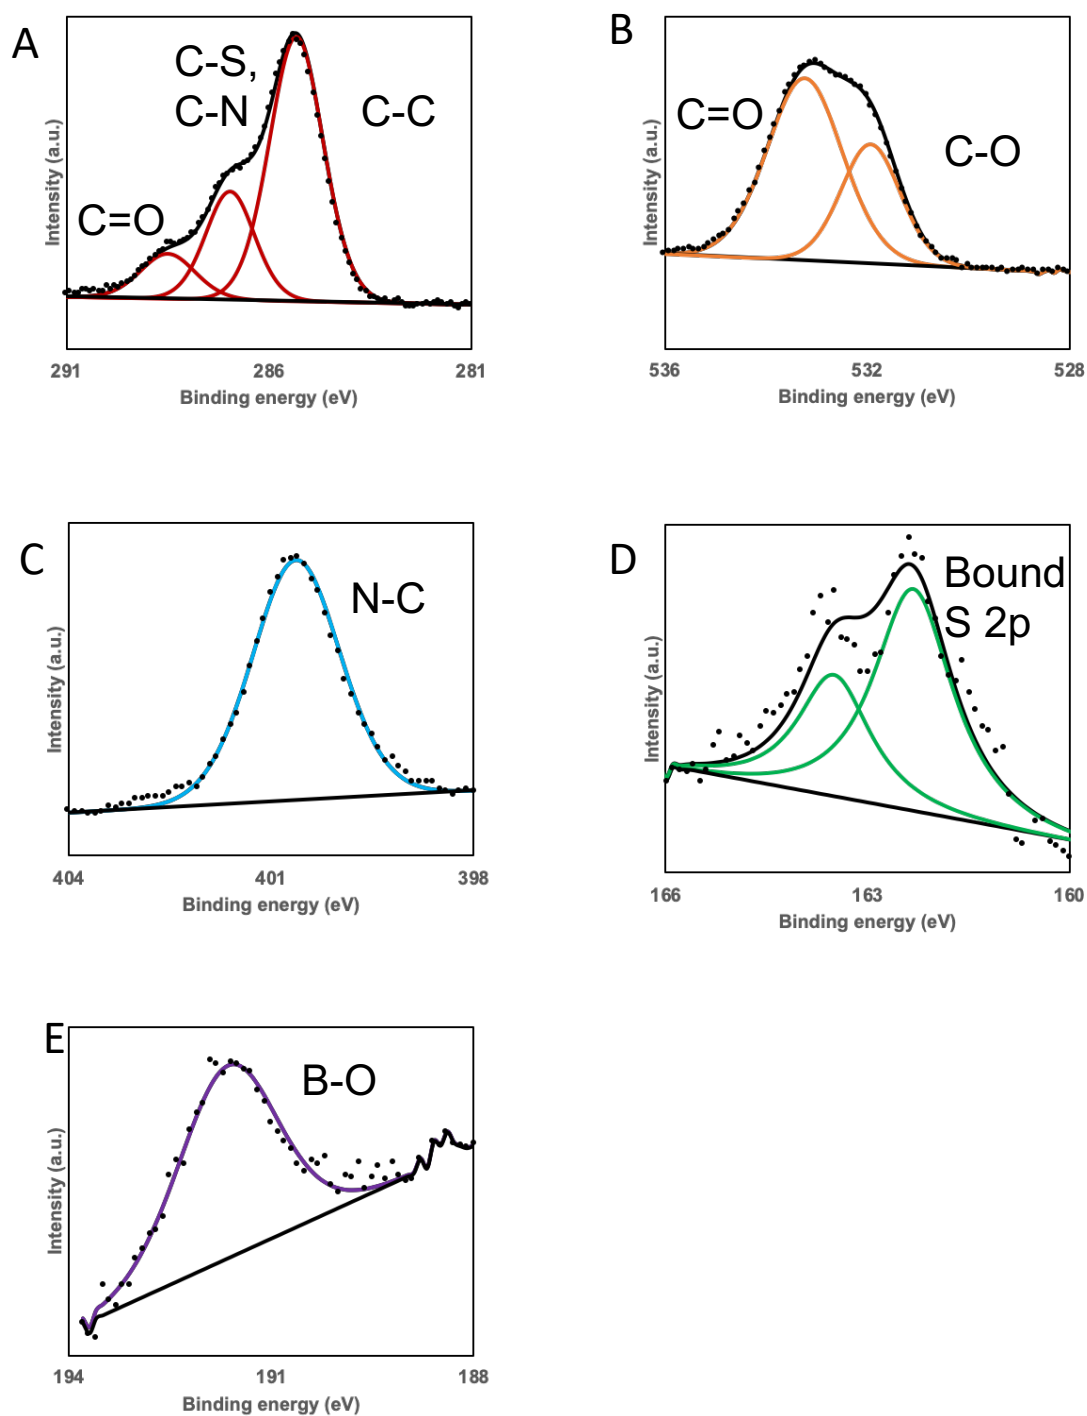 A
C-S,
C-N
C-C
C=O
Intensity (a.u.)
291 286 281
Binding energy (eV)
B
C=O
C-O
Intensity (a.u.)
536 532 528
Binding energy (eV)
C
N-C
Intensity (a.u.)
404 401 398
Binding energy (eV)
D
Bound
S 2p
Intensity (a.u.)
166 163 160
Binding energy (eV)
E
B-O
Intensity (a.u.)
194 191 188
Binding energy (eV)